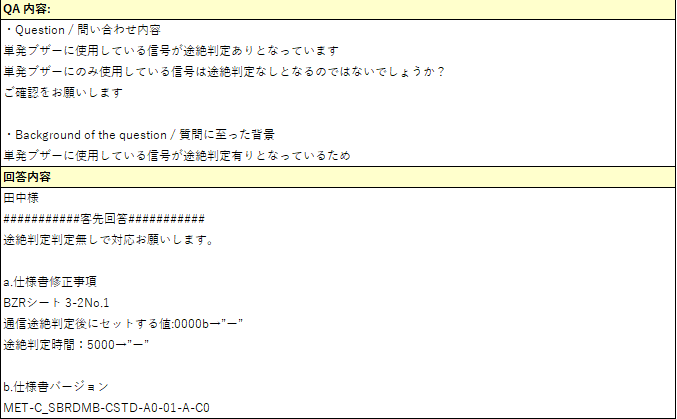 QA 内容:
・Question / 問い合わせ内容
単発ブザーに使用している信号が途絶判定ありとなっています
単発ブザーにのみ使用している信号は途絶判定なしとなるのではないでしょうか？
ご確認をお願いします
・Background of the question / 質問に至った背景
単発ブザーに使用している信号が途絶判定有りとなっているため
回答内容
田中様
###########客先回答###########
途絶判定判定無しで対応お願いします。
a.仕様書修正事項
BZRシート 3-2No.1
通信途絶判定後にセットする値:0000b→”ー”
途絶判定時間：5000→”ー”
b.仕様書バージョン
MET-C_SBRDMB-CSTD-A0-01-A-C0